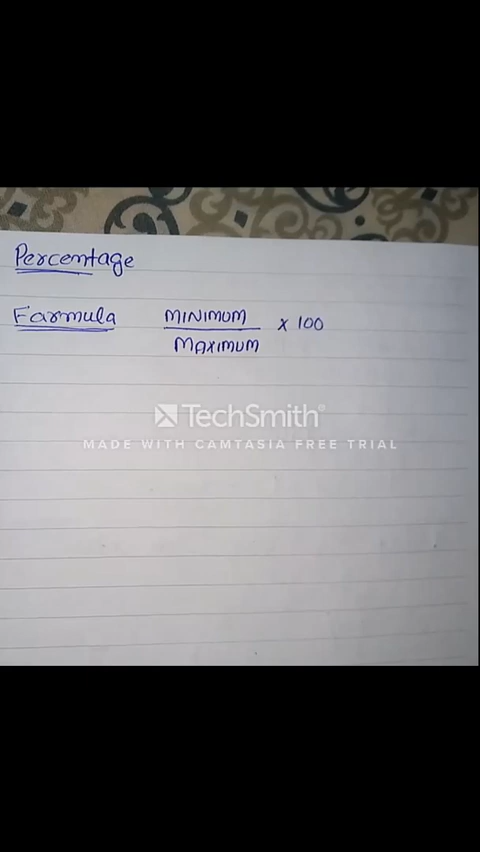 Percentage
Farmula MINIMUM × 100
MAXIMUM
TechSmith®
MADE WITH CAMTASIA FREE TRIAL